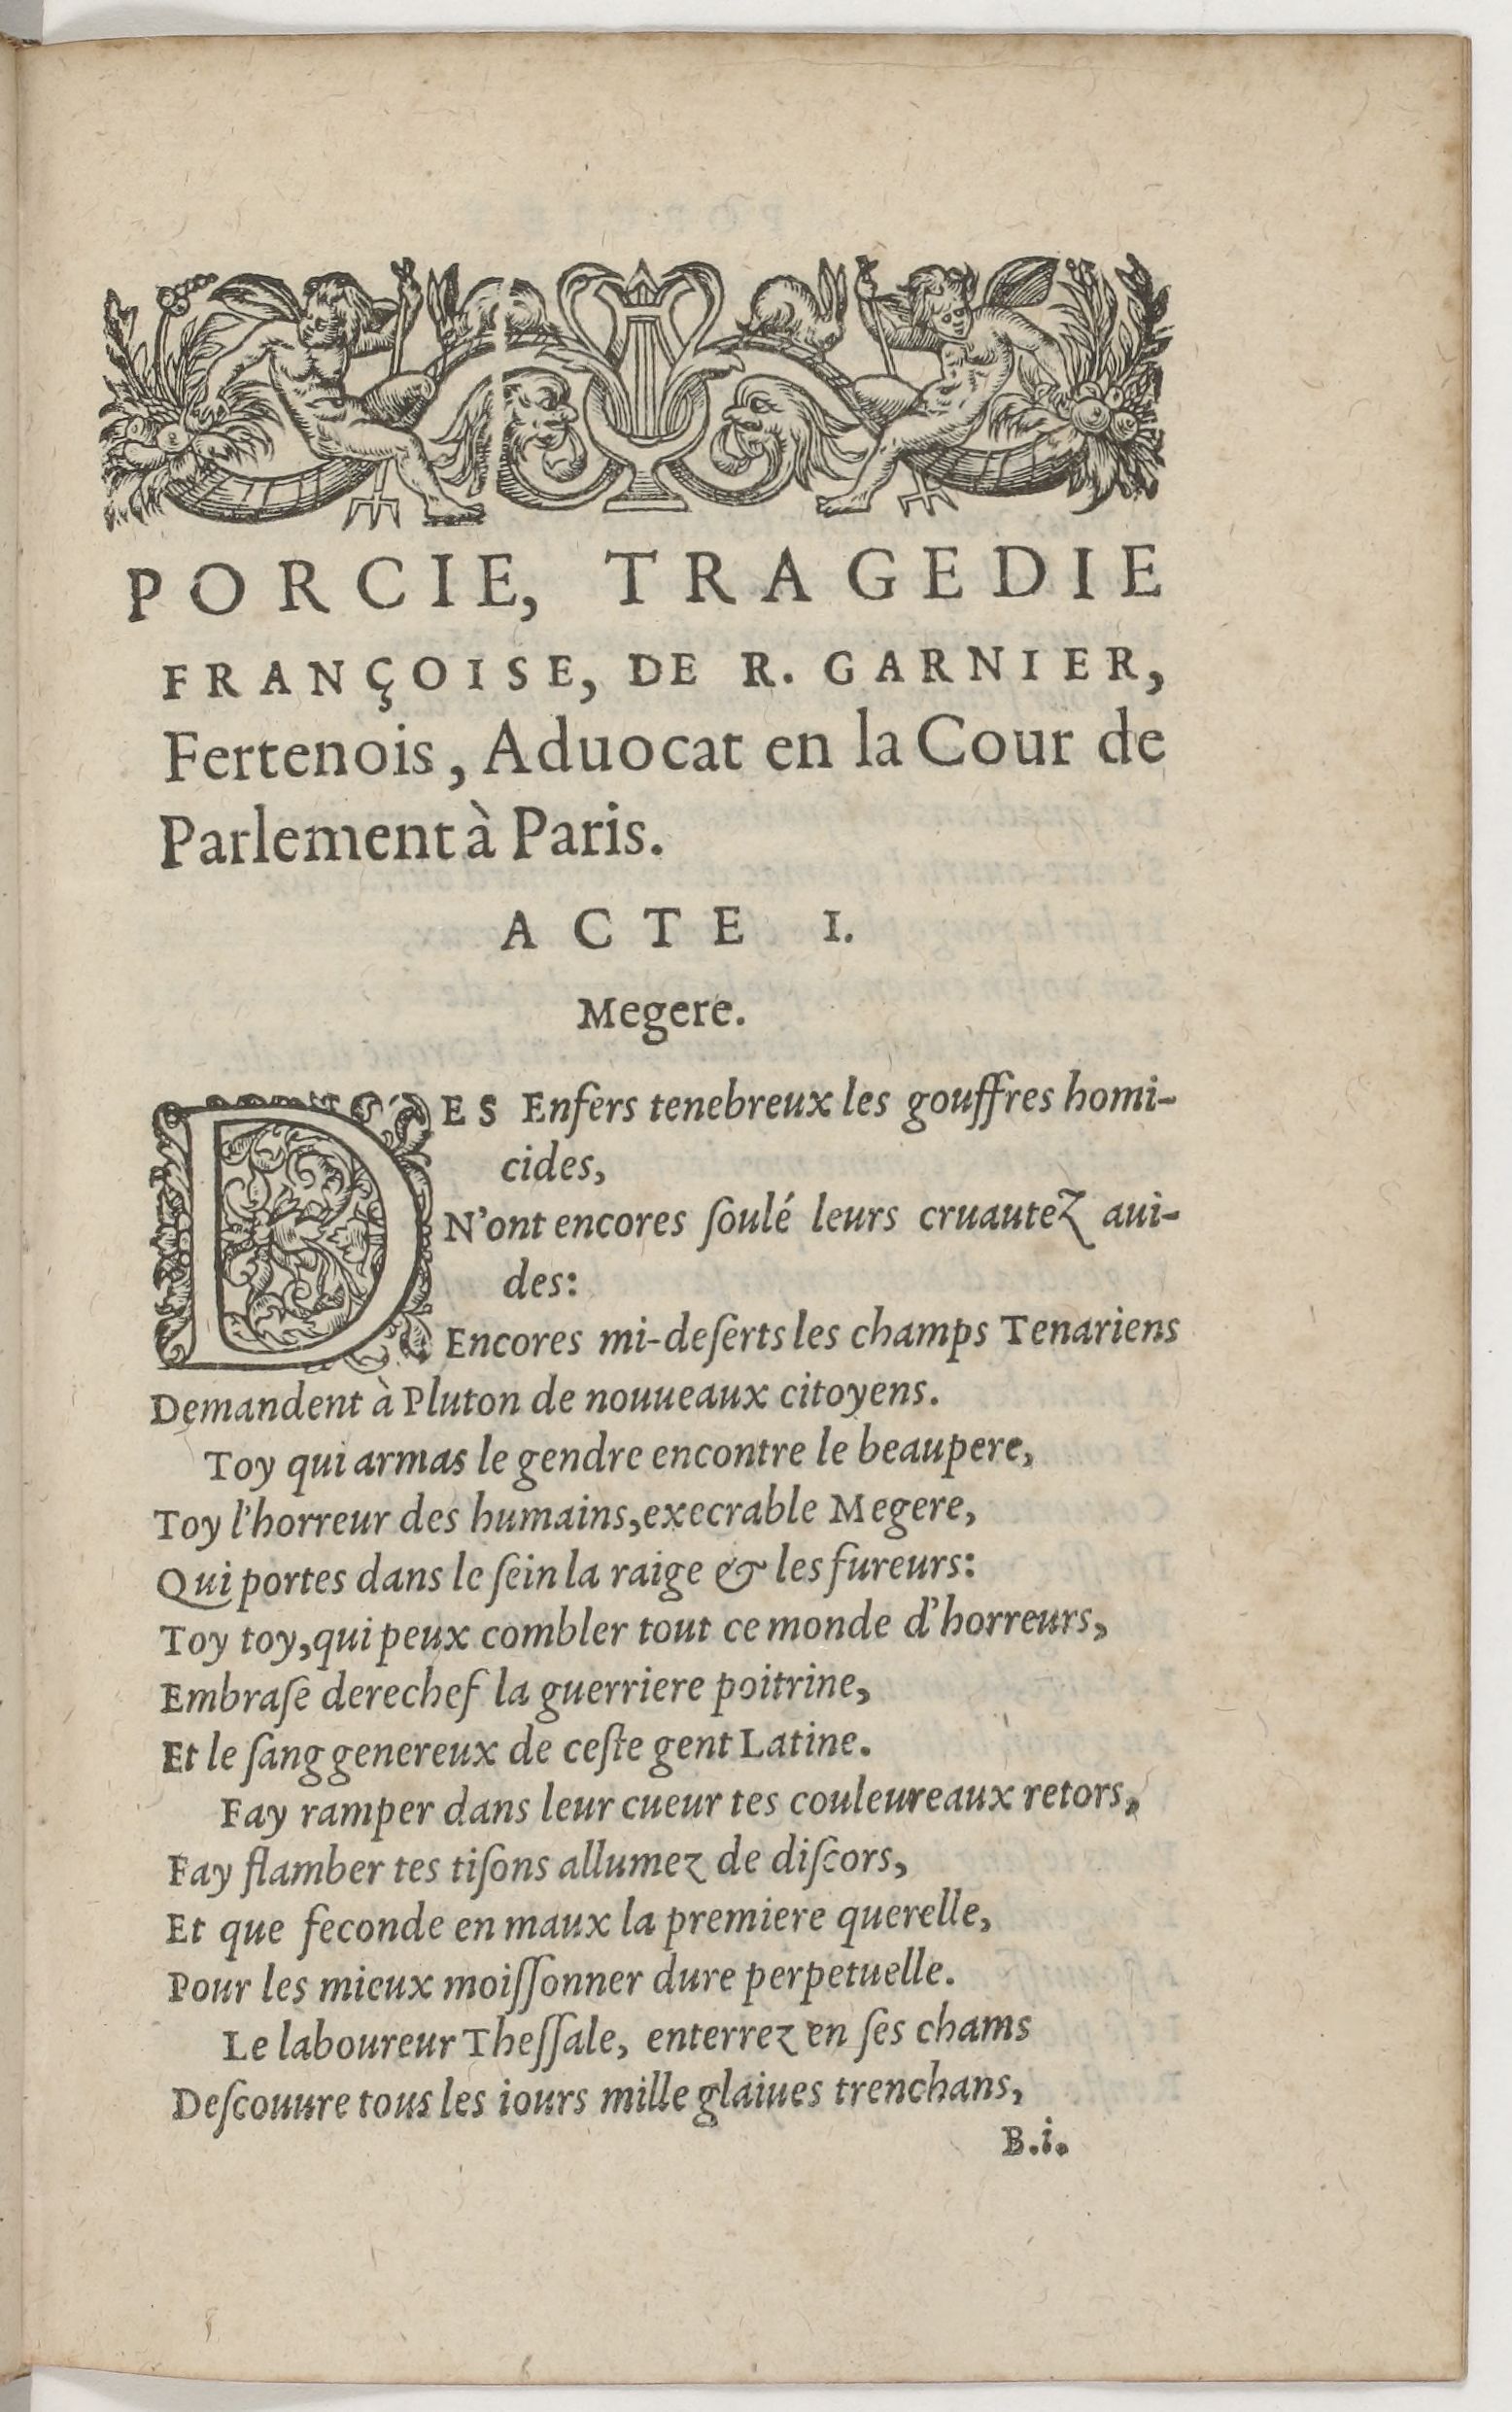 PORCIE, TRAGEDIE
FRANÇOISE, DE R. GARNIER,
Fertenois, Aduocat en la Cour de
Parlement à Paris.
ACTE I.
Megere.
DES Enfers tenebreux les gouffres homi-
cides,
N'ont encores ſoulé leurs cruautez aui-
des:
Encores mi-deſerts les champs Tenariens
Demandent à Pluton de nouueaux citoyens.
Toy qui armas le gendre encontre le beaupere,
Toy l'horreur des humains, execrable Megere,
Qui portes dans le ſein la raige & les fureurs:
Toy toy, qui peux combler tout ce monde d'horreurs,
Embraſe derechef la guerriere poitrine,
Et le ſang genereux de ceſte gent Latine.
Fay ramper dans leur cueur tes couleureaux retors,
Fay flamber tes tiſons allumez de diſcors,
Et que feconde en maux la premiere querelle,
Pour les mieux moiſſonner dure perpetuelle.
Le laboureur Theſſale, enterrez en ſes chams
Deſcouure tous les iours mille glaiues trenchans,
B.i.